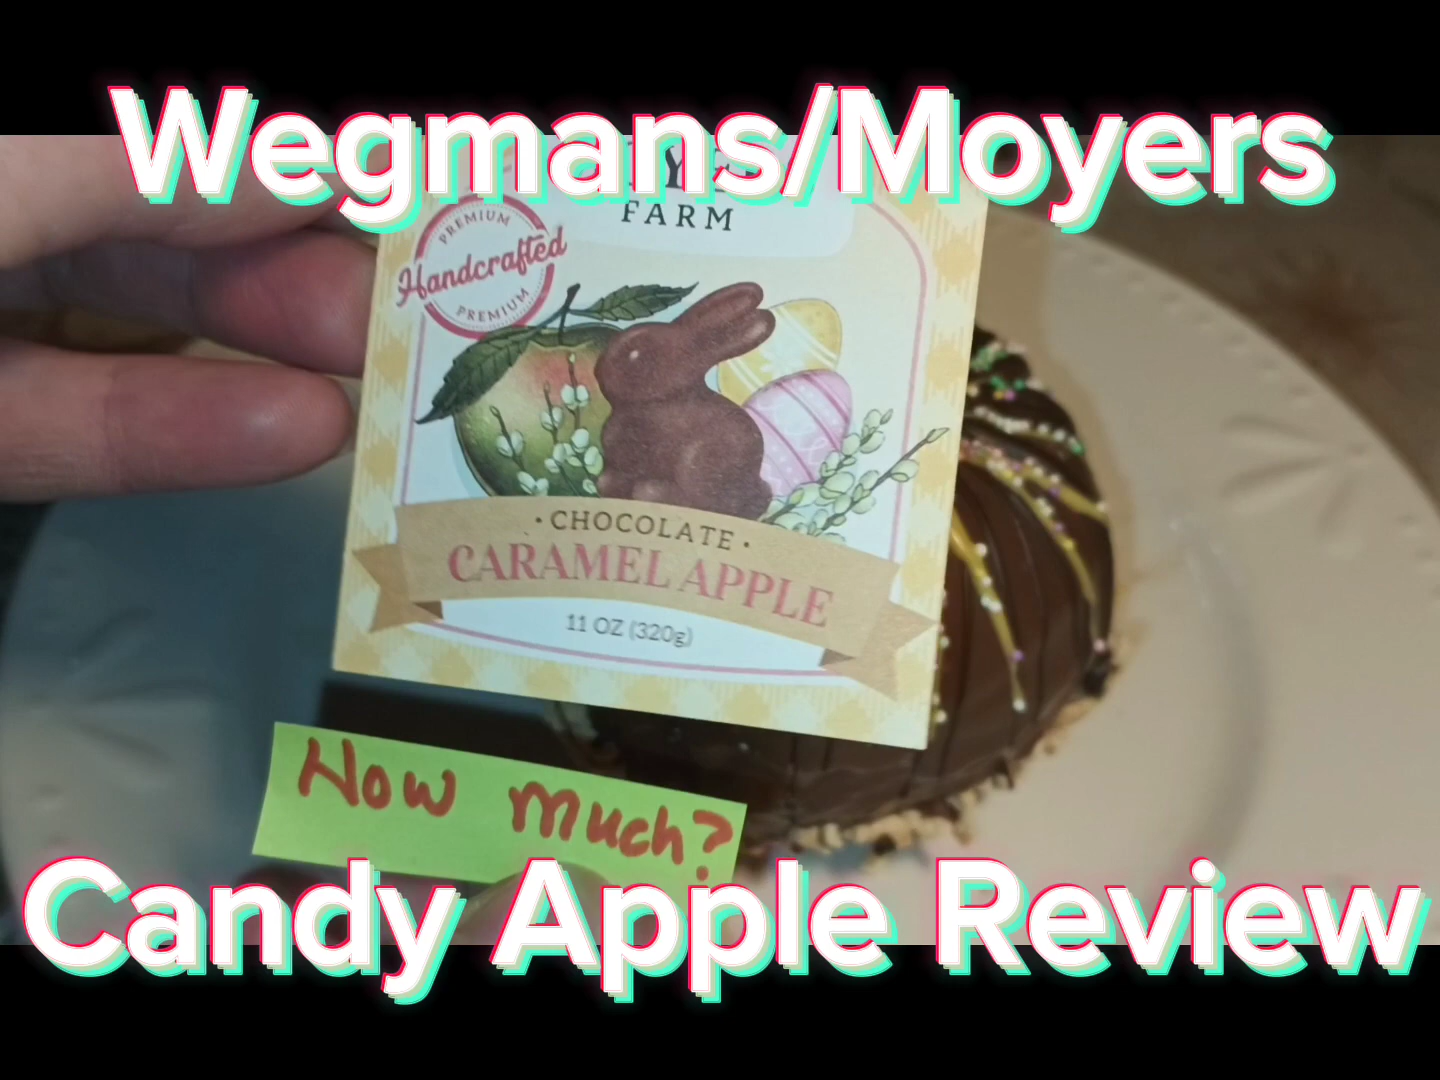 Wegmans/Moyers
FARM
PREMIUM
Handcrafted
PREMIUM
• CHOCOLATE •
CARAMEL APPLE
11 OZ (320g)
How much?
Candy Apple Review